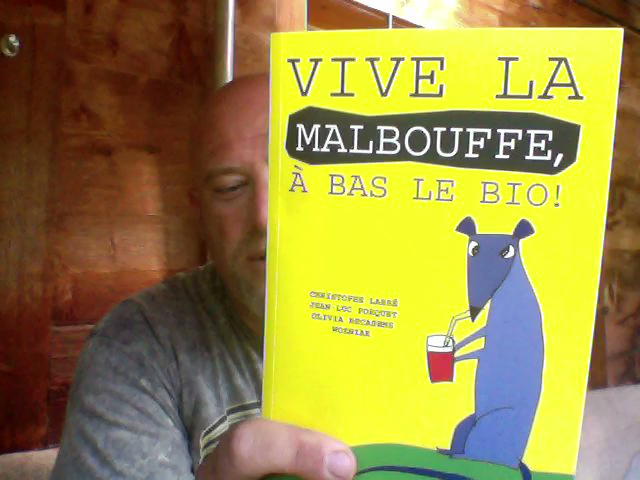 VIVE LA
MALBOUFFE,
À BAS LE BIO!
CHRISTOPHE LABBÉ
JEAN LUC PORQUET
OLIVIA RECASENS
WOZNIAK